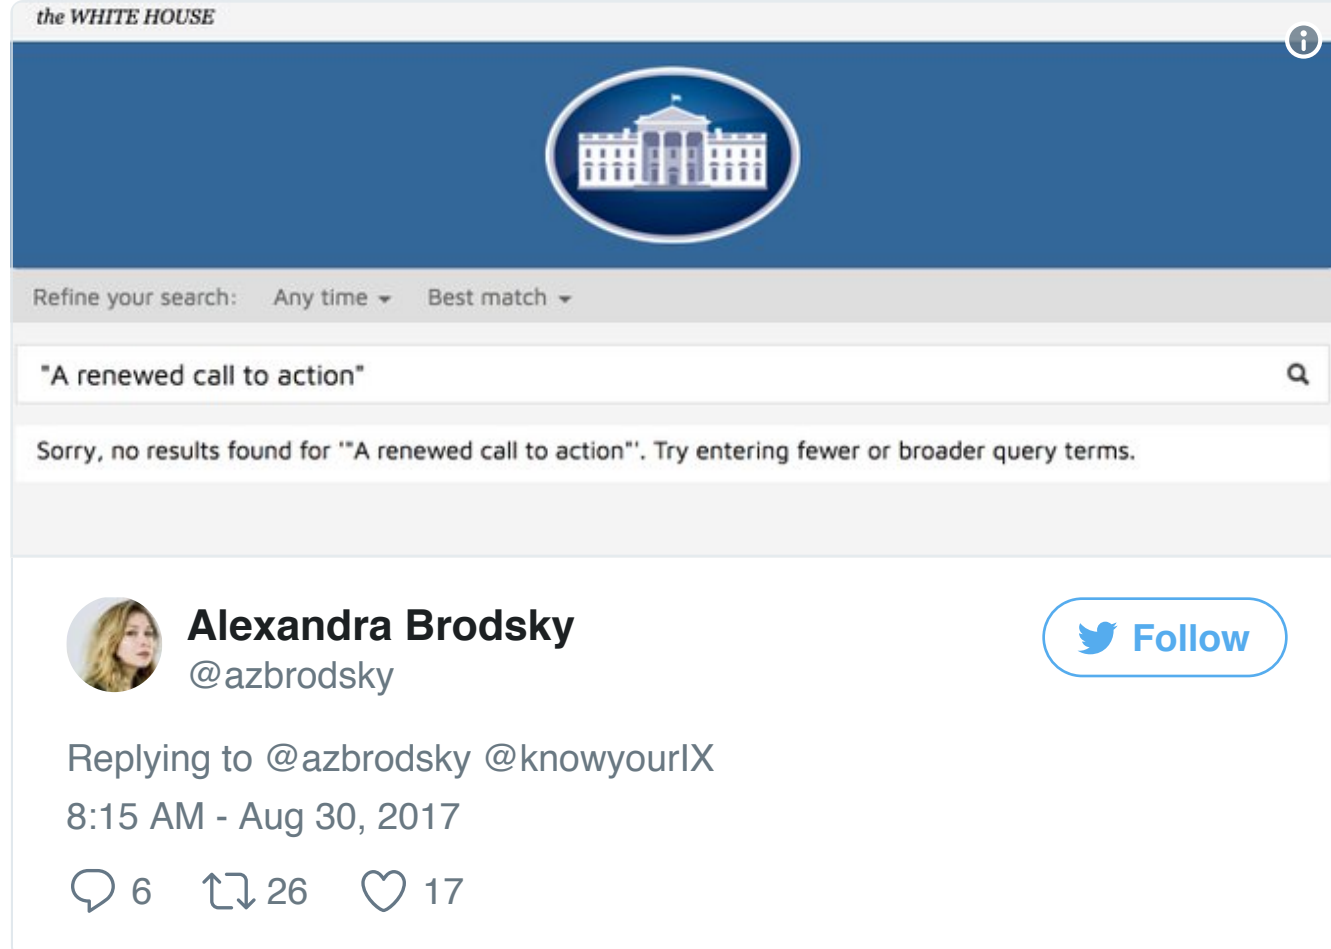 the WHITE HOUSE
Refine your search: Any time Best match
"A renewed call to action"
Sorry, no results found for '"A renewed call to action"'. Try entering fewer or broader query terms.
Alexandra Brodsky
@azbrodsky
Follow
Replying to @azbrodsky @knowyourIX
8:15 AM - Aug 30, 2017
6 26 17